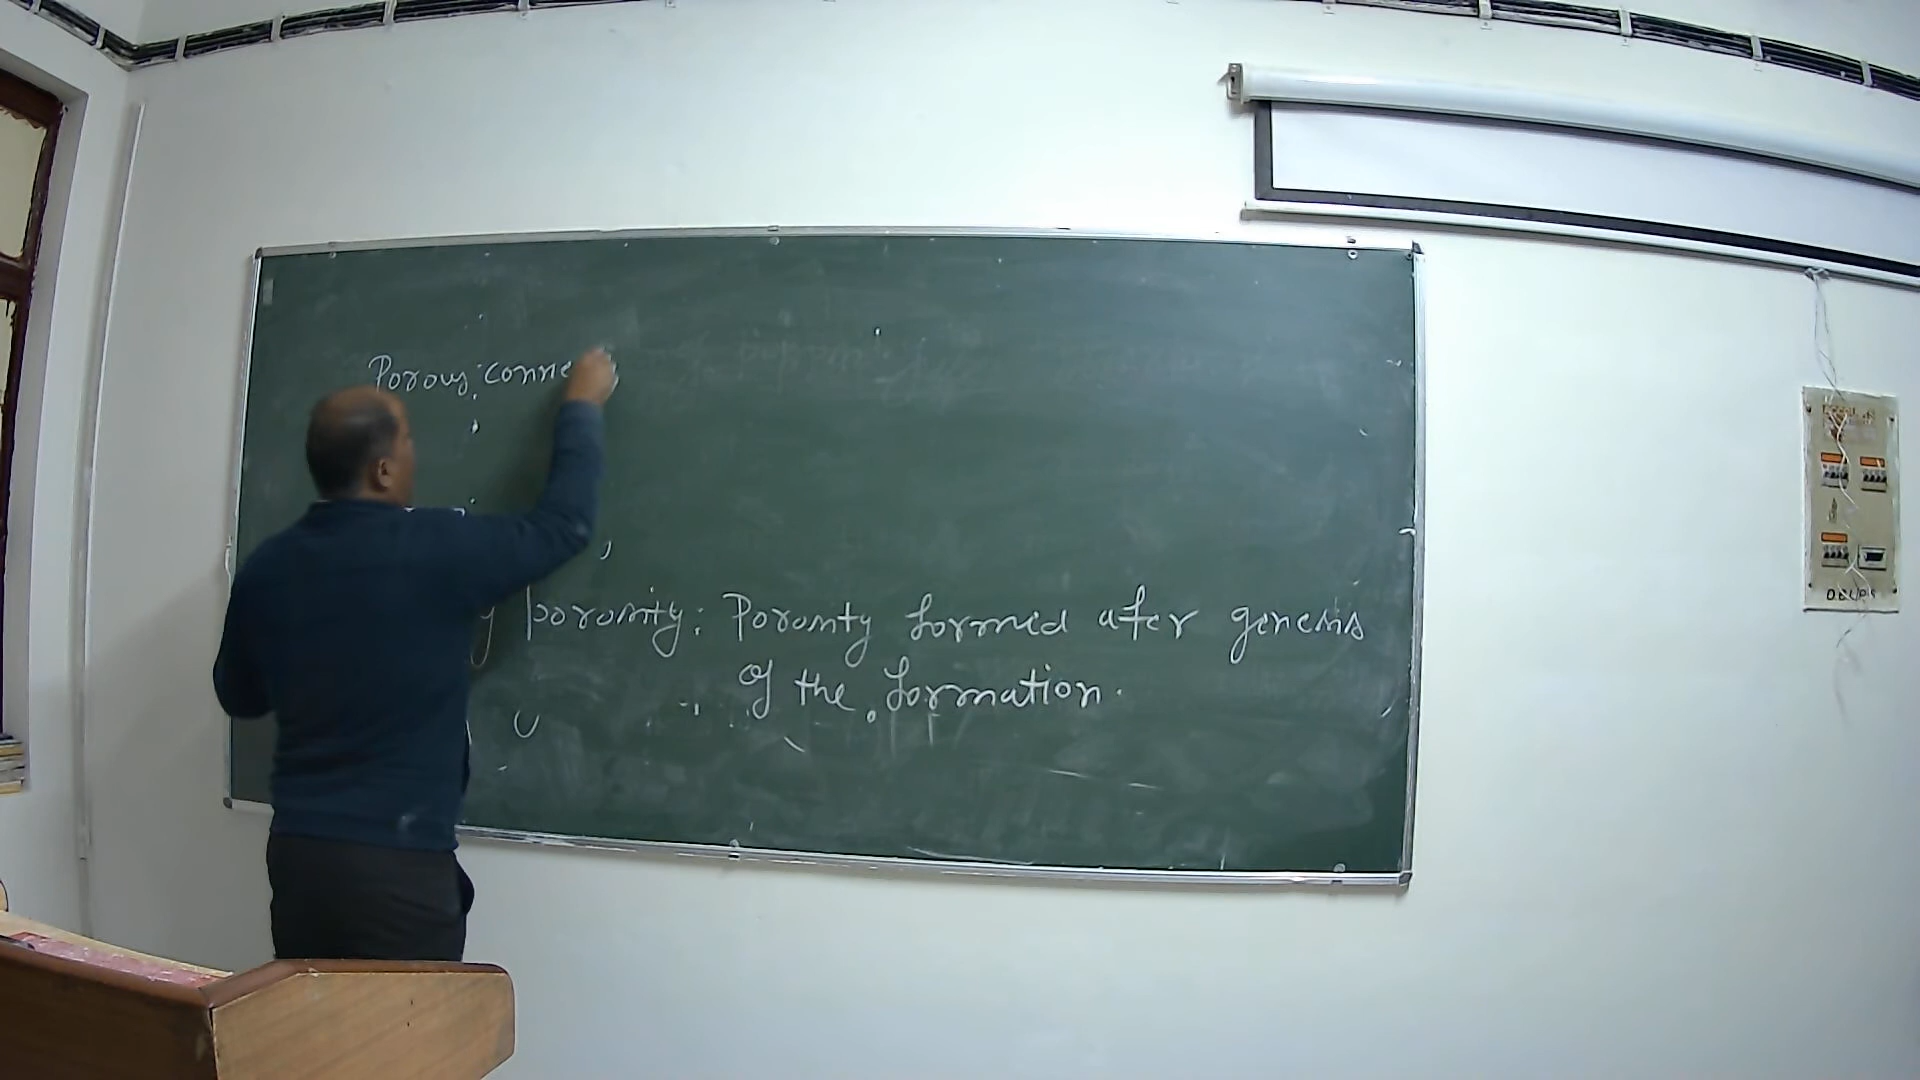 Porous: conne
y porosity: Porosity formed after genesis
of the formation.